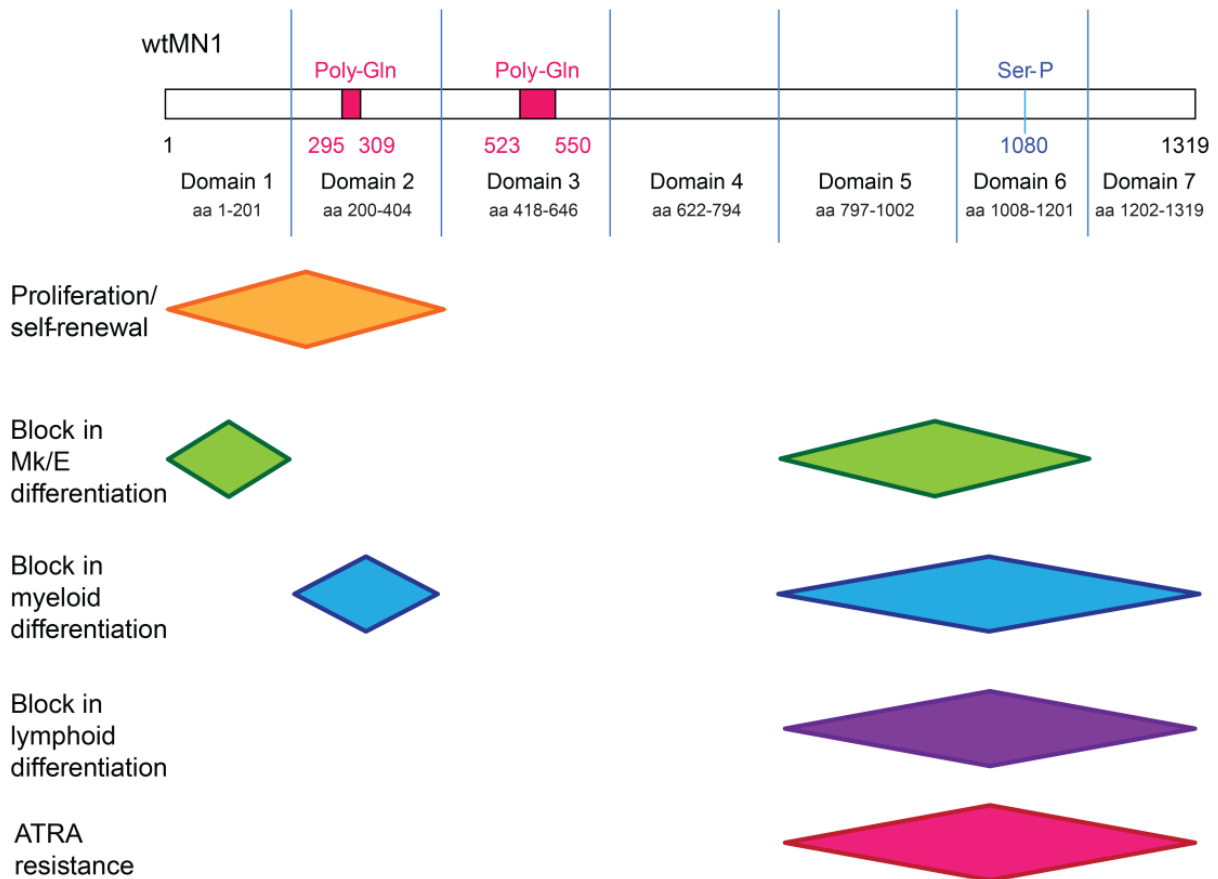 wtMN1
Poly-Gln Poly-Gln Ser-P
1 295 309 523 550 1080 1319
Domain 1 Domain 2 Domain 3 Domain 4 Domain 5 Domain 6 Domain 7
aa 1-201 aa 200-404 aa 418-646 aa 622-794 aa 797-1002 aa 1008-1201 aa 1202-1319
Proliferation/
self-renewal
Block in
Mk/E
differentiation
Block in
myeloid
differentiation
Block in
lymphoid
differentiation
ATRA
resistance